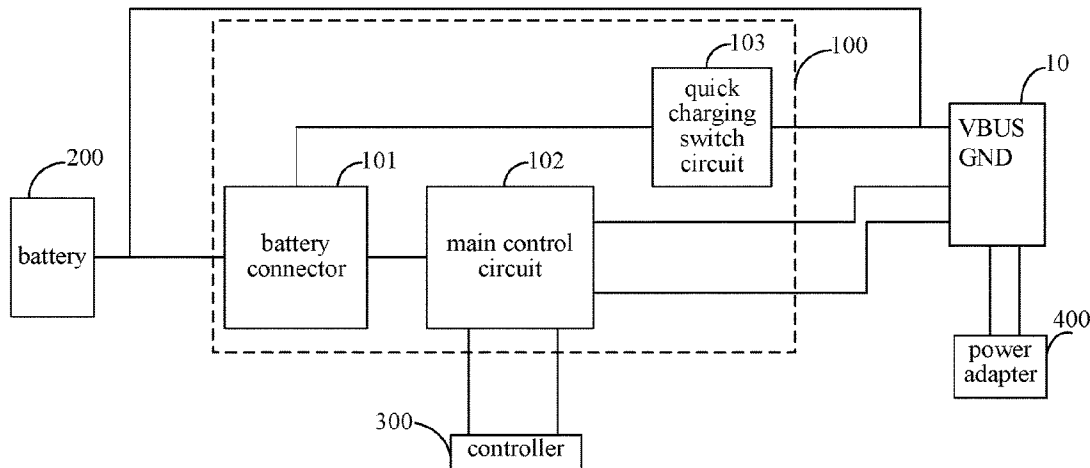 103
100
10
quick
charging
switch
circuit
VBUS
GND
200
101
102
battery
battery
connector
main control
circuit
400
power
adapter
300
controller